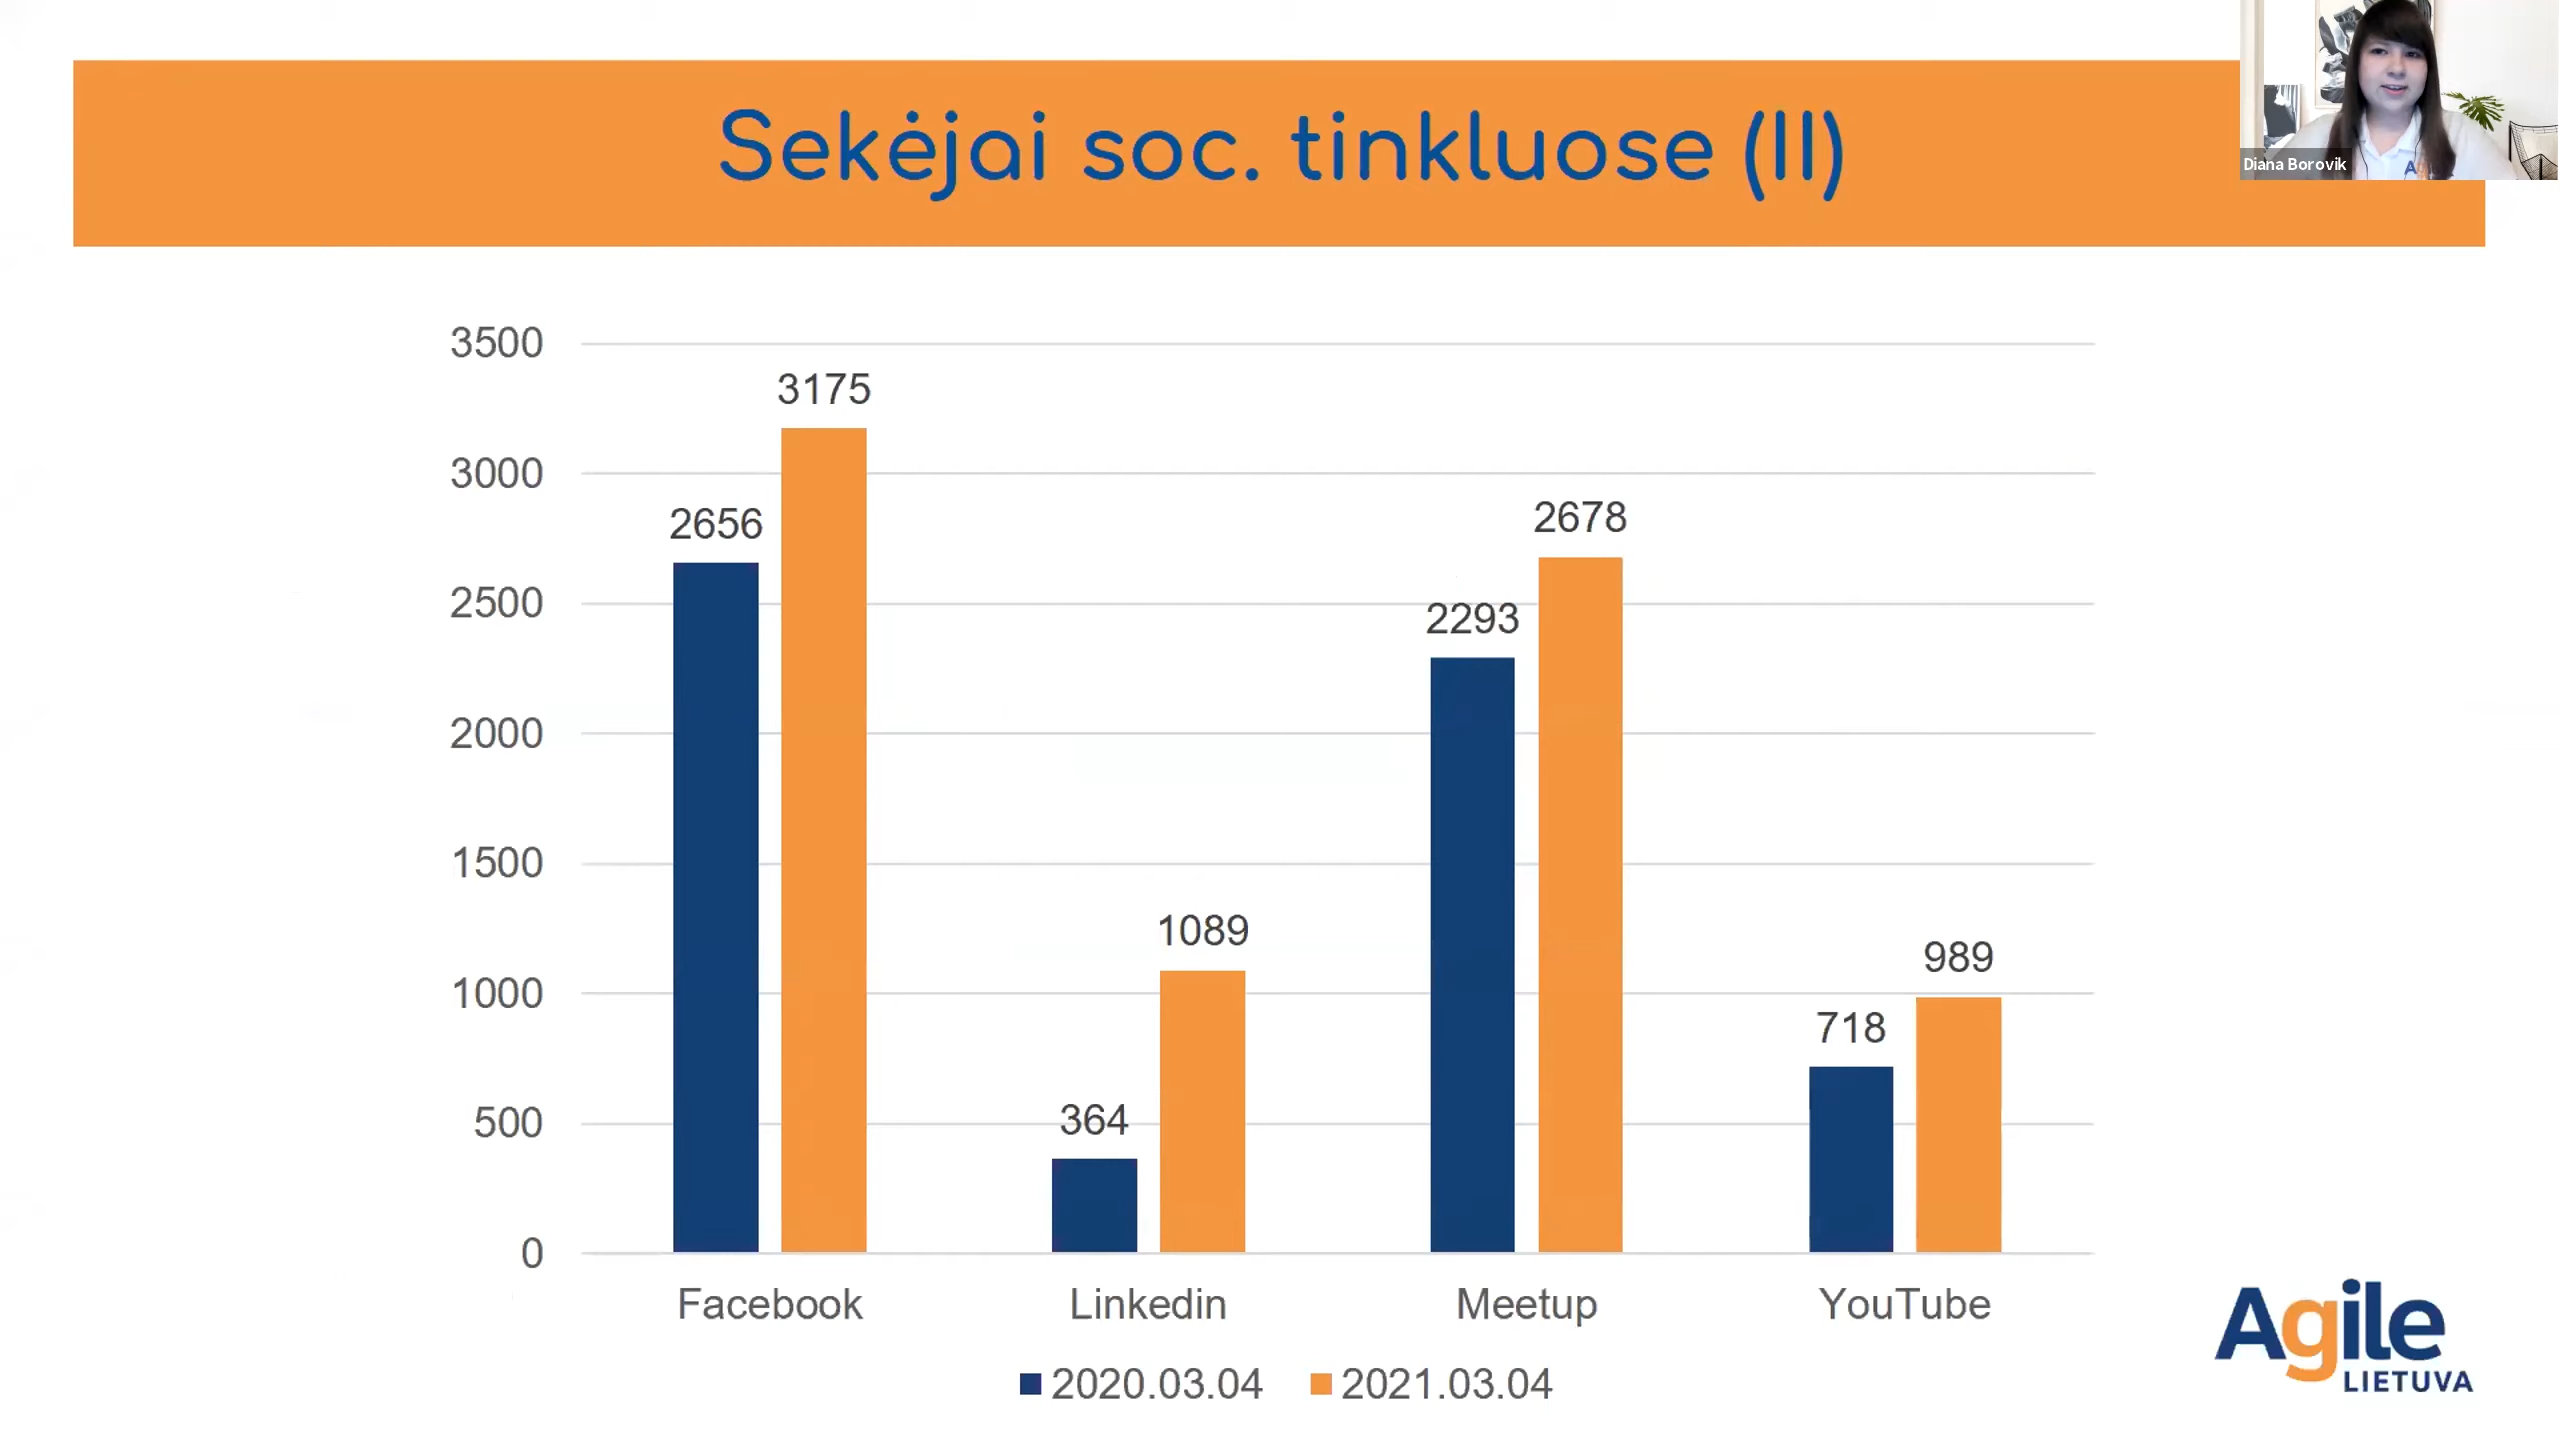 Sekėjai soc. tinkluose (II)
Diana Borovik
3500
3000
2500
2000
1500
1000
500
0
2656
3175
364
1089
2293
2678
718
989
Facebook
Linkedin
Meetup
YouTube
2020.03.04
2021.03.04
Agile
LIETUVA